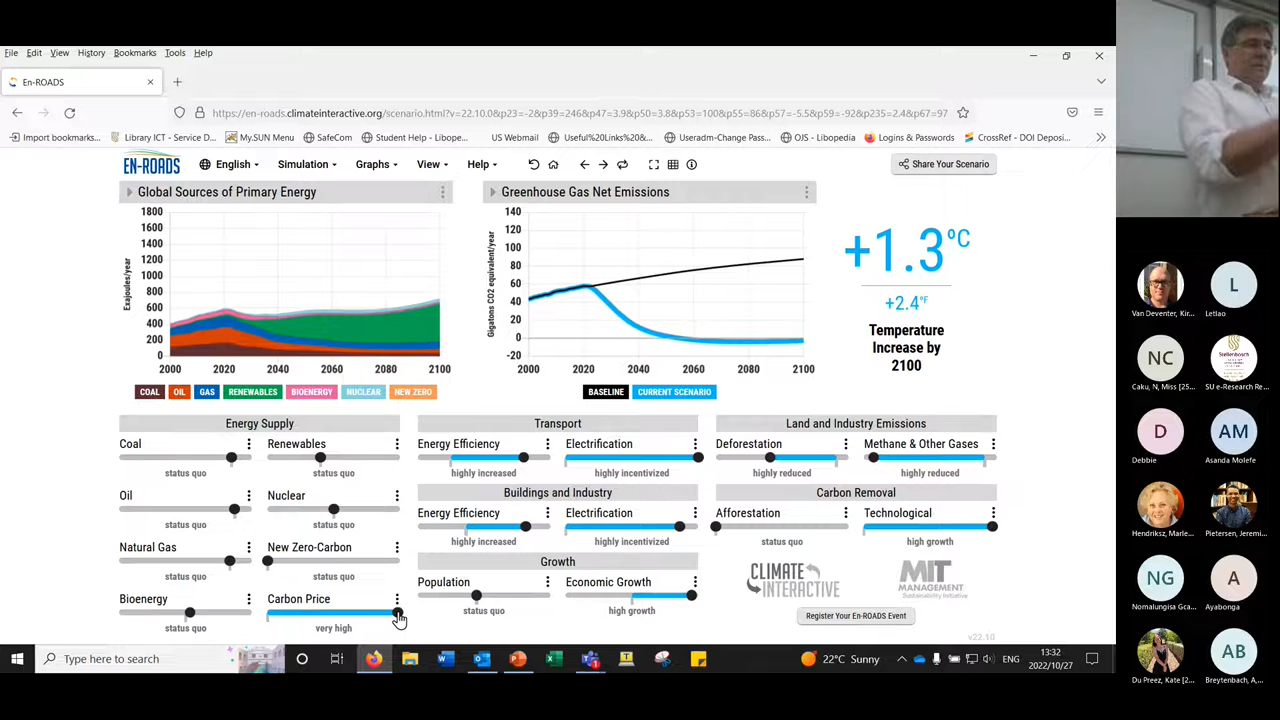 File Edit View History Bookmarks Tools Help
En-ROADS
https://en-roads.climateinteractive.org/scenario.html?v=22.10.0&p23=-2&p39=246&p47=3.9&p50=3.8&p53=100&p55=86&p57=-5.5&p59=-92&p235=2.4&p67=97
Import bookmarks... Library ICT - Service D... My.SUN Menu SafeCom Student Help - Libope... US Webmail Useful%20Links%20&... Useradm-Change Pass... OJS - Libopedia Logins & Passwords CrossRef - DOI Deposi...
EN-ROADS English Simulation Graphs View Help Share Your Scenario
Global Sources of Primary Energy
1800
1600
1400
1200
1000
800
600
400
200
0
Exajoules/year
2000 2020 2040 2060 2080 2100
COAL OIL GAS RENEWABLES BIOENERGY NUCLEAR NEW ZERO
Greenhouse Gas Net Emissions
140
120
100
80
60
40
20
0
-20
Gigatons CO2 equivalent/year
2000 2020 2040 2060 2080 2100
BASELINE CURRENT SCENARIO
+1.3°C
+2.4°F
Temperature
Increase by
2100
Energy Supply
Coal Renewables
status quo status quo
Oil Nuclear
status quo status quo
Natural Gas New Zero-Carbon
status quo status quo
Bioenergy Carbon Price
status quo very high
Transport
Energy Efficiency Electrification
highly increased highly incentivized
Buildings and Industry
Energy Efficiency Electrification
highly increased highly incentivized
Growth
Population Economic Growth
status quo high growth
Land and Industry Emissions
Deforestation Methane & Other Gases
highly reduced highly reduced
Carbon Removal
Afforestation Technological
status quo high growth
CLIMATE
INTERACTIVE
MIT
MANAGEMENT
Sustainability Initiative
Register Your En-ROADS Event
v22.10
Type here to search
22°C Sunny
ENG
13:32
2022/10/27
Van Deventer, Kir...
L
Letlao
NC
Caku, N, Miss [25...
SU e-Research Re...
D
Debbie
AM
Asanda Molefe
Hendriksz, Marle...
Pietersen, Jeremi...
NG
Nomalungisa Gca...
A
Ayabonga
Du Preez, Kate [2...
AB
Breytenbach, A,...